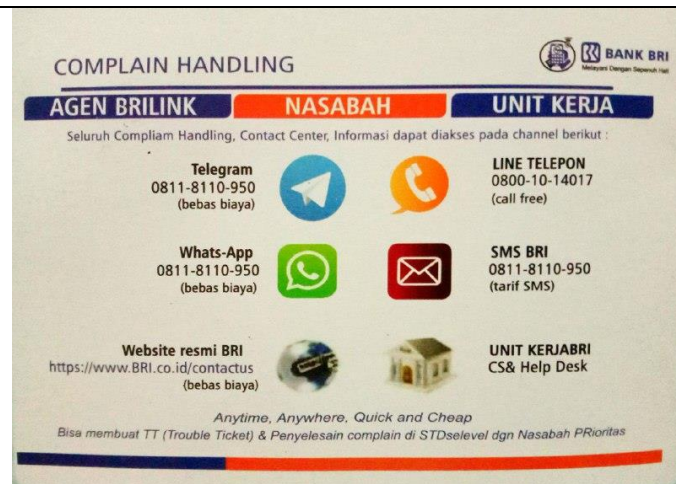 COMPLAIN HANDLING
BANK BRI
Melayani Dengan Sepenuh Hati
AGEN BRILINK
NASABAH
UNIT KERJA
Seluruh Compliam Handling, Contact Center, Informasi dapat diakses pada channel berikut :
Telegram
0811-8110-950
(bebas biaya)
LINE TELEPON
0800-10-14017
(call free)
Whats-App
0811-8110-950
(bebas biaya)
SMS BRI
0811-8110-950
(tarif SMS)
Website resmi BRI
https://www.BRI.co.id/contactus
(bebas biaya)
UNIT KERJABRI
CS& Help Desk
Anytime, Anywhere, Quick and Cheap
Bisa membuat TT (Trouble Ticket) & Penyelesain complain di STDselevel dgn Nasabah PRioritas